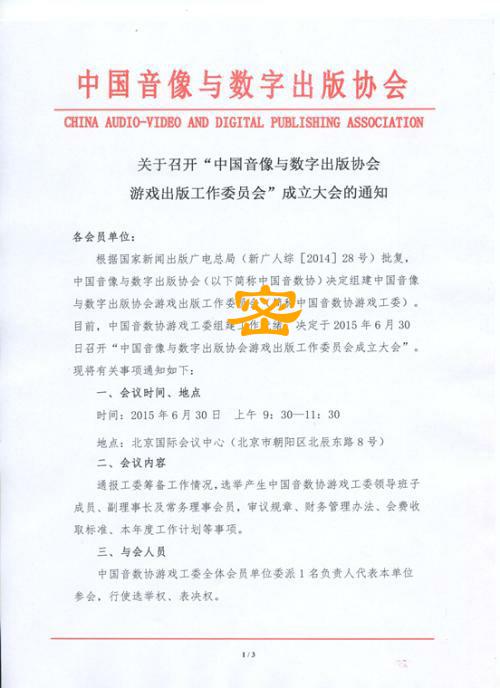 中国音像与数字出版协会
CHINA AUDIO-VIDEO AND DIGITAL PUBLISHING ASSOCIATION
关于召开“中国音像与数字出版协会
游戏出版工作委员会”成立大会的通知
各会员单位：
根据国家新闻出版广电总局（新广人综［2014］28号）批复，
中国音像与数字出版协会（以下简称中国音数协）决定组建中国音像
与数字出版协会游戏出版工作委员会（简称中国音数协游戏工委）。
密
目前，中国音数协游戏工委组建工作就绪，决定于2015年6月30
日召开“中国音像与数字出版协会游戏出版工作委员会成立大会”。
现将有关事项通知如下：
一、会议时间、地点
时间：2015年6月30日 上午9：30—11：30
地点：北京国际会议中心（北京市朝阳区北辰东路8号）
二、会议内容
通报工委筹备工作情况，选举产生中国音数协游戏工委领导班子
成员、副理事长及常务理事会员，审议规章、财务管理办法、会费收
取标准、本年度工作计划等事项。
三、与会人员
中国音数协游戏工委全体会员单位委派1名负责人代表本单位
参会，行使选举权、表决权。
1/3